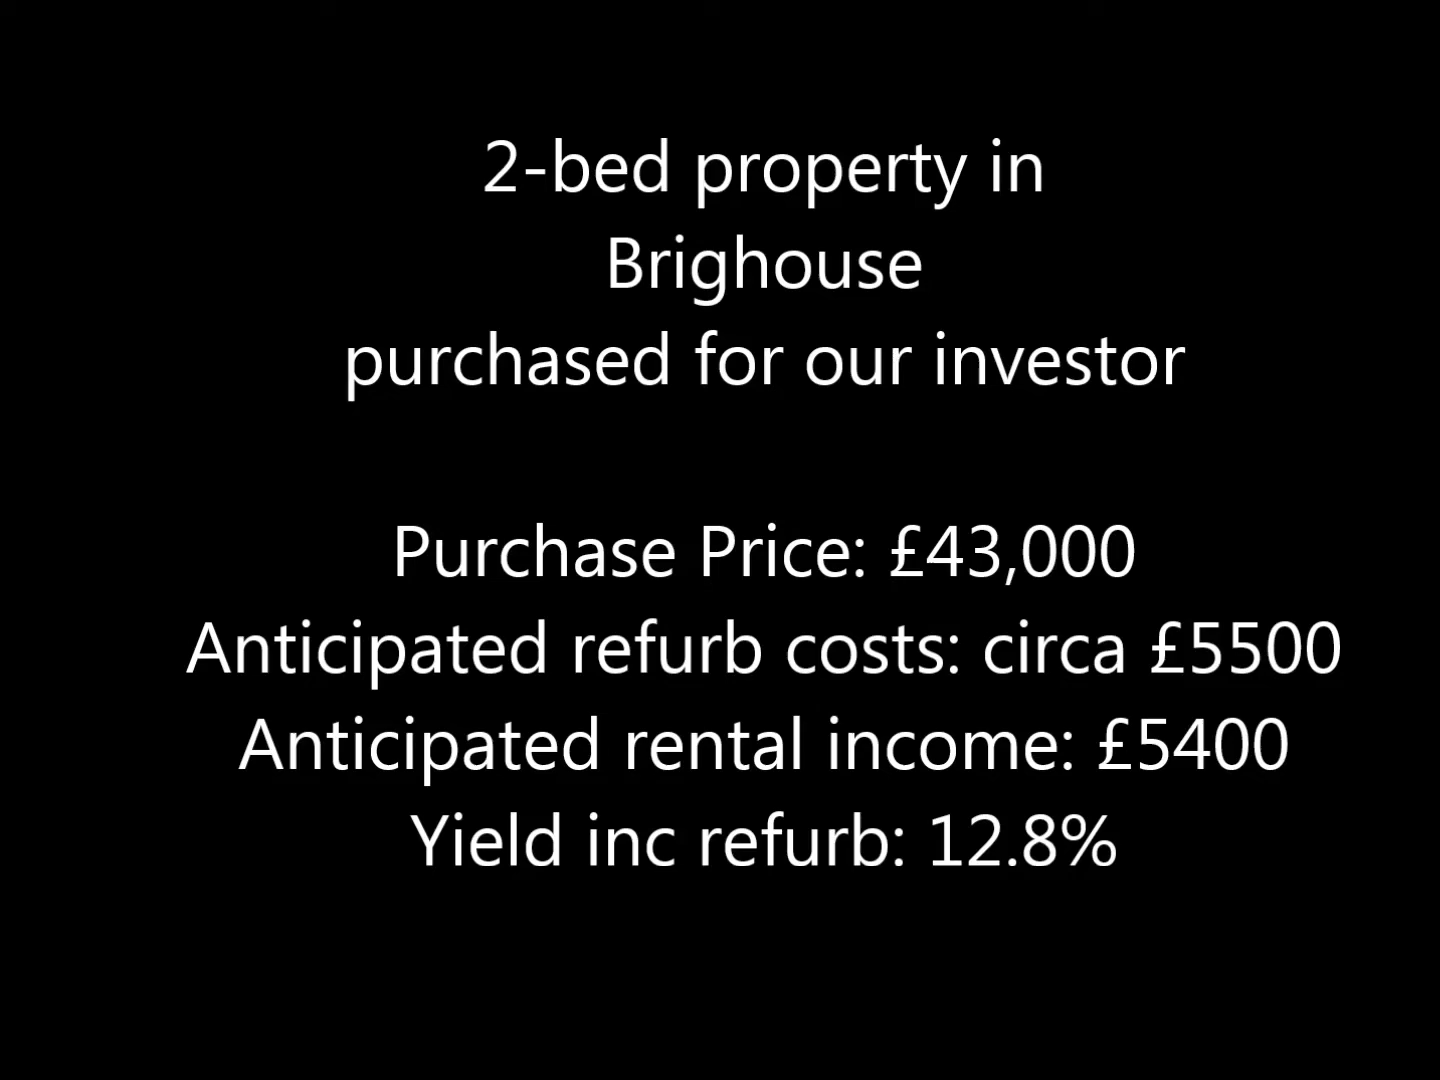 2-bed property in
Brighouse
purchased for our investor
Purchase Price: £43,000
Anticipated refurb costs: circa £5500
Anticipated rental income: £5400
Yield inc refurb: 12.8%